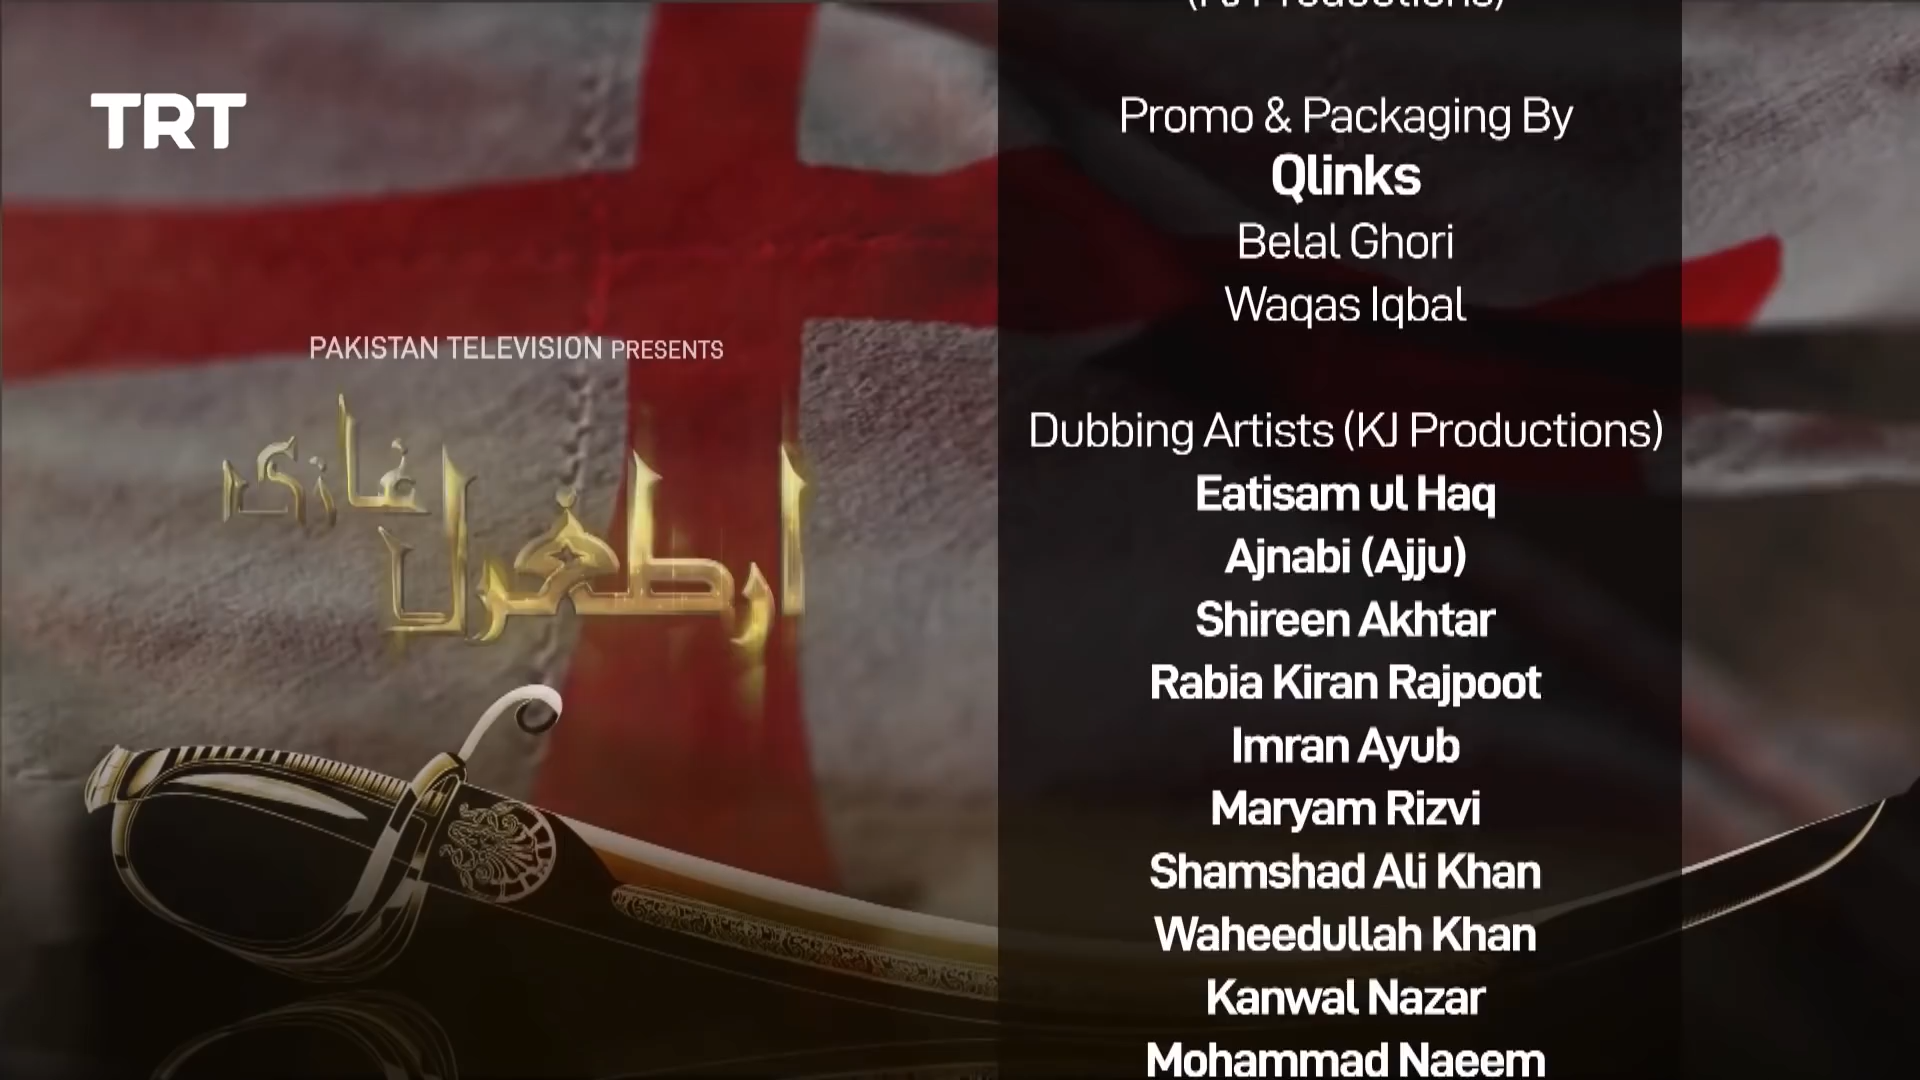 TRT
PAKISTAN TELEVISION PRESENTS
ارطغرل
غازی
Promo & Packaging By
Qlinks
Belal Ghori
Waqas Iqbal
Dubbing Artists (KJ Productions)
Eatisam ul Haq
Ajnabi (Ajju)
Shireen Akhtar
Rabia Kiran Rajpoot
Imran Ayub
Maryam Rizvi
Shamshad Ali Khan
Waheedullah Khan
Kanwal Nazar
Mohammad Naeem